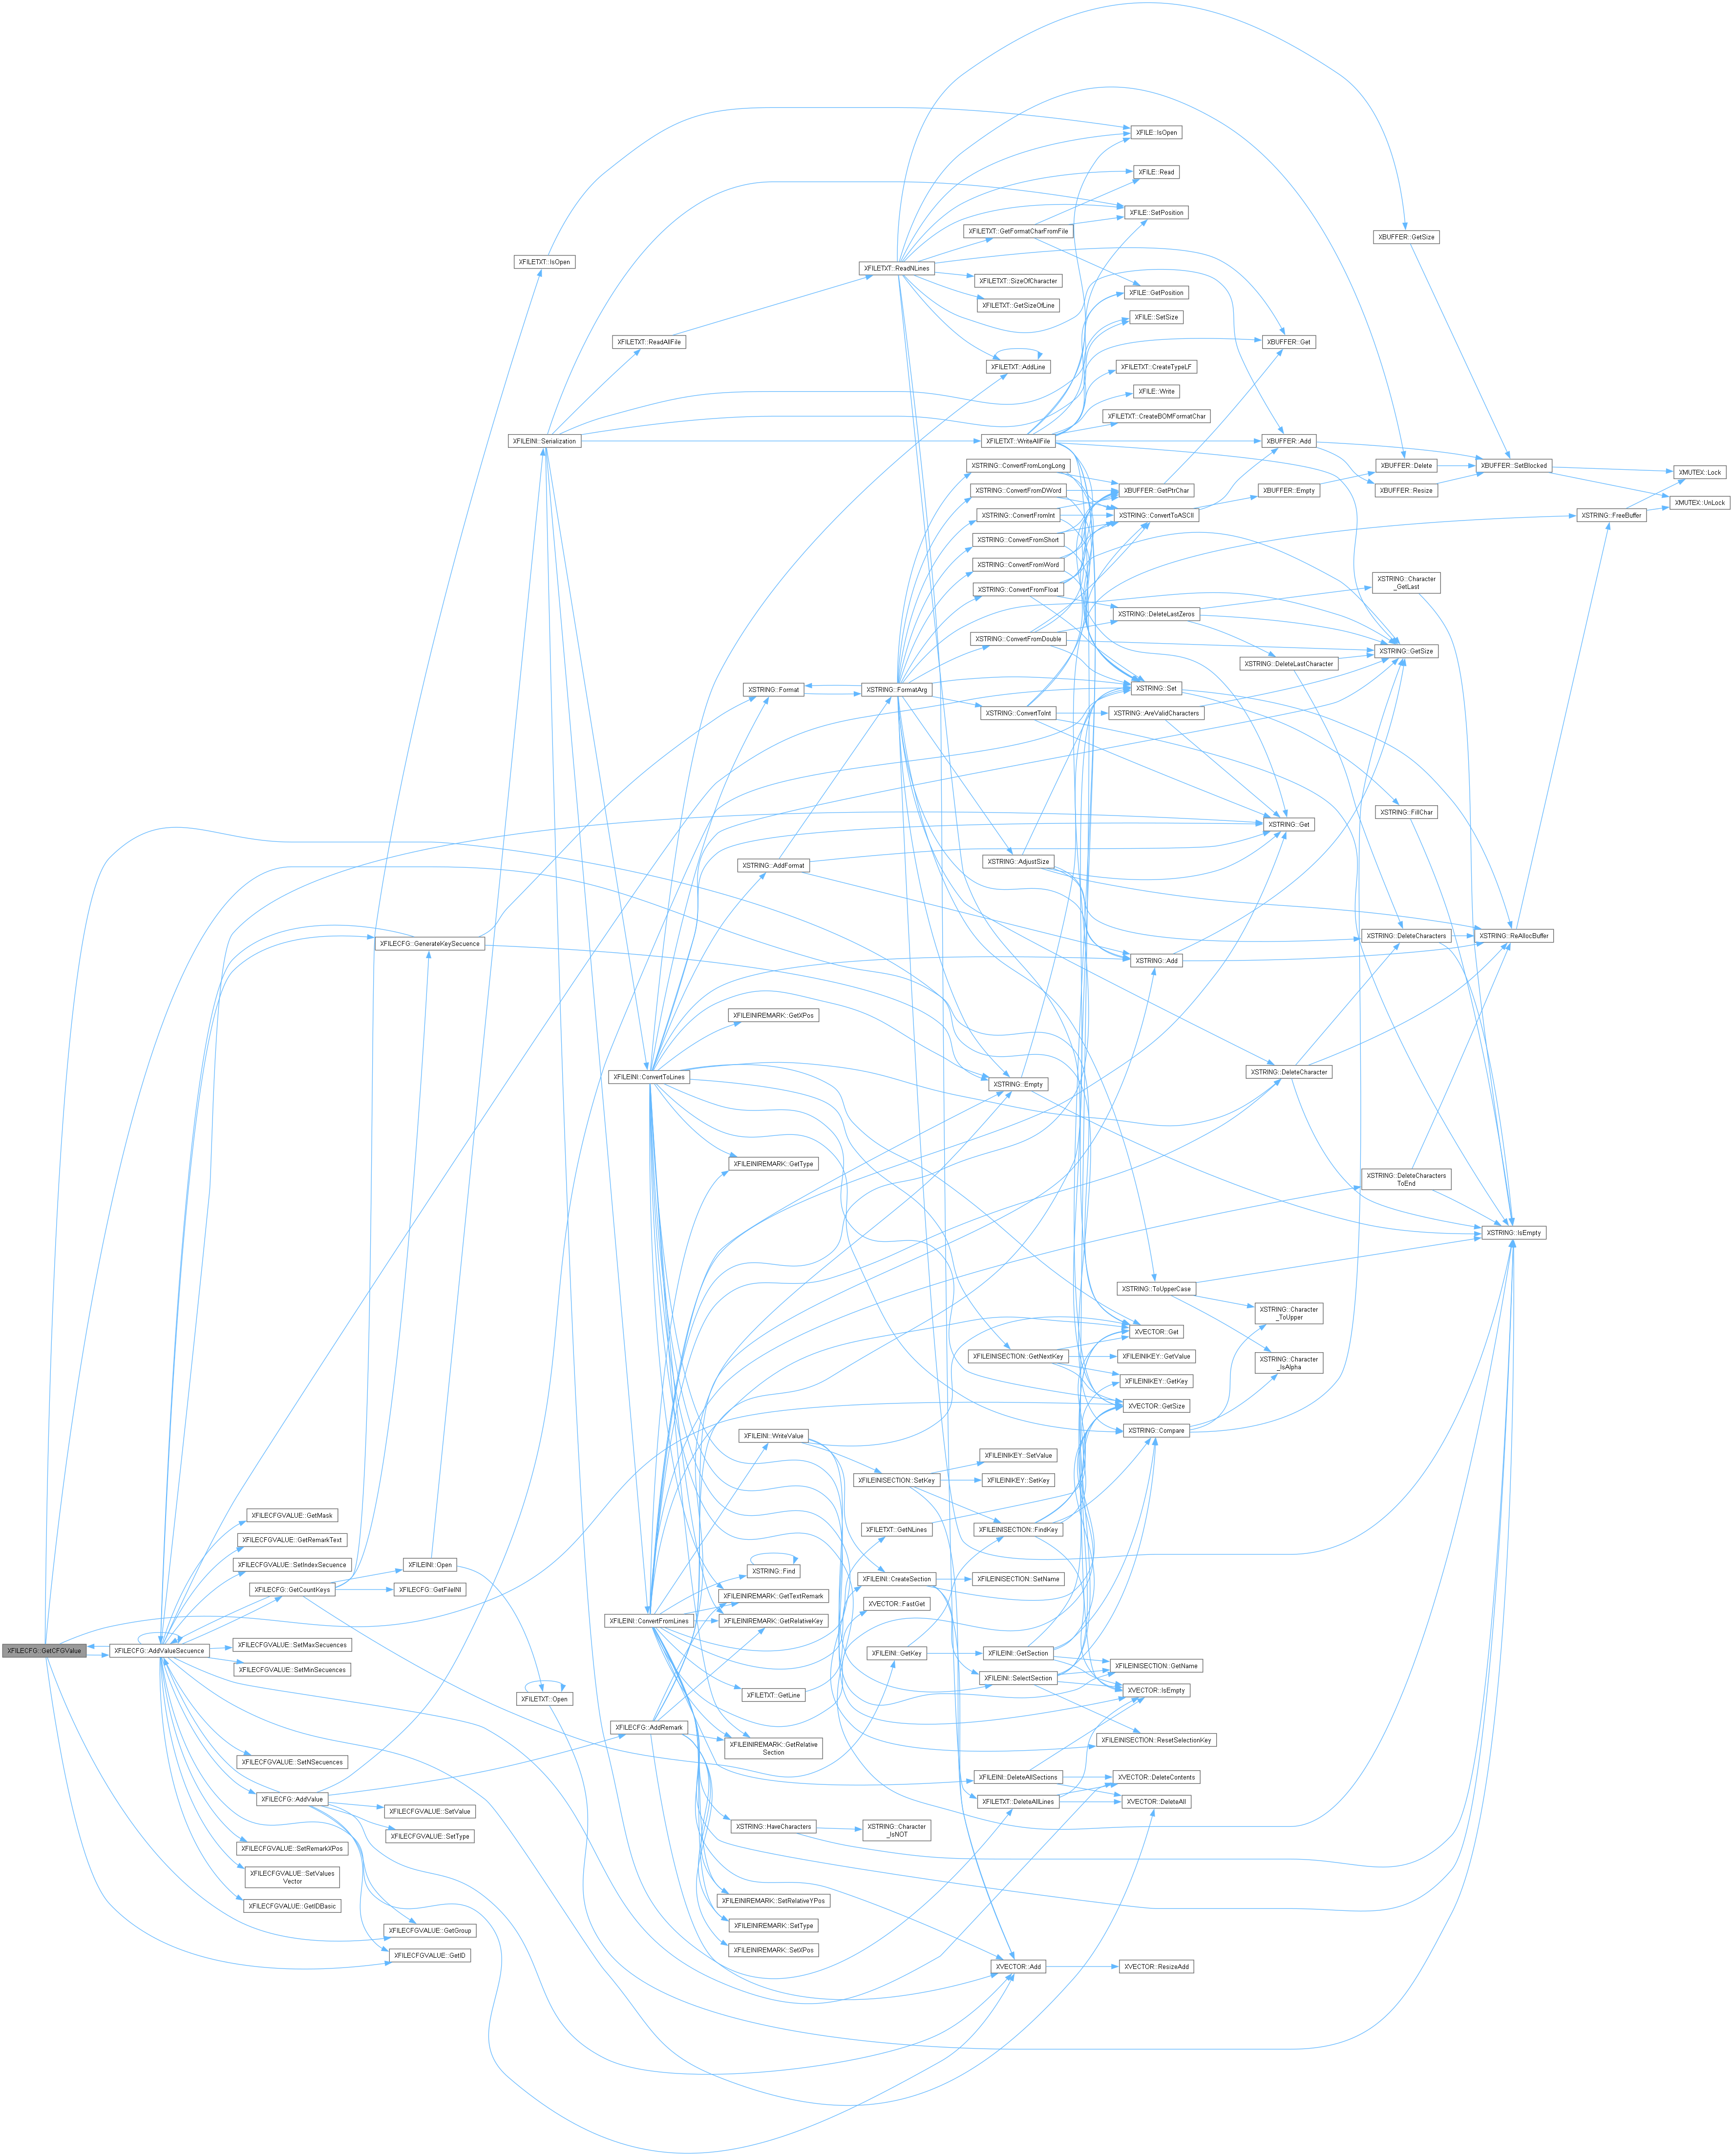 XFILECFG::GetCFGValue
XFILECFG::AddValueSecuence
XFILECFG::GenerateKeySecuence
XFILECFGVALUE::GetMask
XFILECFGVALUE::GetRemarkText
XFILECFGVALUE::SetIndexSecuence
XFILECFG::GetCountKeys
XFILECFGVALUE::SetMaxSecuences
XFILECFGVALUE::SetMinSecuences
XFILECFGVALUE::SetNSecuences
XFILECFG::AddValue
XFILECFGVALUE::SetRemarkXPos
XFILECFGVALUE::SetValues
Vector
XFILECFGVALUE::GetIDBasic
XFILEINI::Open
XFILECFG::GetFileINI
XFILECFGVALUE::SetValue
XFILECFGVALUE::SetType
XFILECFGVALUE::GetGroup
XFILECFGVALUE::GetID
XFILETXT::IsOpen
XFILEINI::Serialization
XFILETXT::Open
XFILETXT::ReadAllFile
XFILEINI::ConvertToLines
XFILEINI::ConvertFromLines
XFILECFG::AddRemark
XSTRING::Format
XSTRING::AddFormat
XFILEINIREMARK::GetXPos
XFILEINIREMARK::GetType
XFILEINI::WriteValue
XSTRING::Find
XFILEINIREMARK::GetTextRemark
XFILEINIREMARK::GetRelativeKey
XFILETXT::GetLine
XFILEINIREMARK::GetRelative
Section
XSTRING::HaveCharacters
XFILEINIREMARK::SetRelativeYPos
XFILEINIREMARK::SetType
XFILEINIREMARK::SetXPos
XFILETXT::ReadNLines
XSTRING::FormatArg
XFILEINISECTION::SetKey
XFILETXT::GetNLines
XFILEINI::CreateSection
XVECTOR::FastGet
XFILEINI::GetKey
XSTRING::Character
_IsNOT
XFILETXT::GetFormatCharFromFile
XFILETXT::SizeOfCharacter
XFILETXT::GetSizeOfLine
XFILETXT::AddLine
XFILETXT::WriteAllFile
XSTRING::ConvertFromLongLong
XSTRING::ConvertFromDWord
XSTRING::ConvertFromInt
XSTRING::ConvertFromShort
XSTRING::ConvertFromWord
XSTRING::ConvertFromFloat
XSTRING::ConvertFromDouble
XSTRING::ConvertToInt
XSTRING::AdjustSize
XSTRING::Empty
XFILEINISECTION::GetNextKey
XFILEINIKEY::SetValue
XFILEINIKEY::SetKey
XFILEINISECTION::FindKey
XFILEINISECTION::SetName
XFILEINI::GetSection
XFILEINI::SelectSection
XFILEINI::DeleteAllSections
XFILETXT::DeleteAllLines
XVECTOR::Add
XFILE::IsOpen
XFILE::Read
XFILE::SetPosition
XFILE::GetPosition
XFILE::SetSize
XFILETXT::CreateTypeLF
XFILE::Write
XFILETXT::CreateBOMFormatChar
XBUFFER::GetPtrChar
XSTRING::ConvertToASCII
XSTRING::DeleteLastZeros
XSTRING::Set
XSTRING::AreValidCharacters
XSTRING::Add
XSTRING::ToUpperCase
XVECTOR::Get
XFILEINIKEY::GetValue
XFILEINIKEY::GetKey
XVECTOR::GetSize
XSTRING::Compare
XFILEINISECTION::GetName
XVECTOR::IsEmpty
XFILEINISECTION::ResetSelectionKey
XVECTOR::DeleteContents
XVECTOR::DeleteAll
XVECTOR::ResizeAdd
XBUFFER::Get
XBUFFER::Add
XBUFFER::Empty
XSTRING::DeleteLastCharacter
XSTRING::Get
XSTRING::DeleteCharacter
XSTRING::Character
_ToUpper
XSTRING::Character
_IsAlpha
XBUFFER::GetSize
XBUFFER::Delete
XBUFFER::Resize
XSTRING::Character
_GetLast
XSTRING::GetSize
XSTRING::FillChar
XSTRING::DeleteCharacters
XSTRING::DeleteCharacters
ToEnd
XBUFFER::SetBlocked
XSTRING::ReAllocBuffer
XSTRING::IsEmpty
XSTRING::FreeBuffer
XMUTEX::Lock
XMUTEX::UnLock